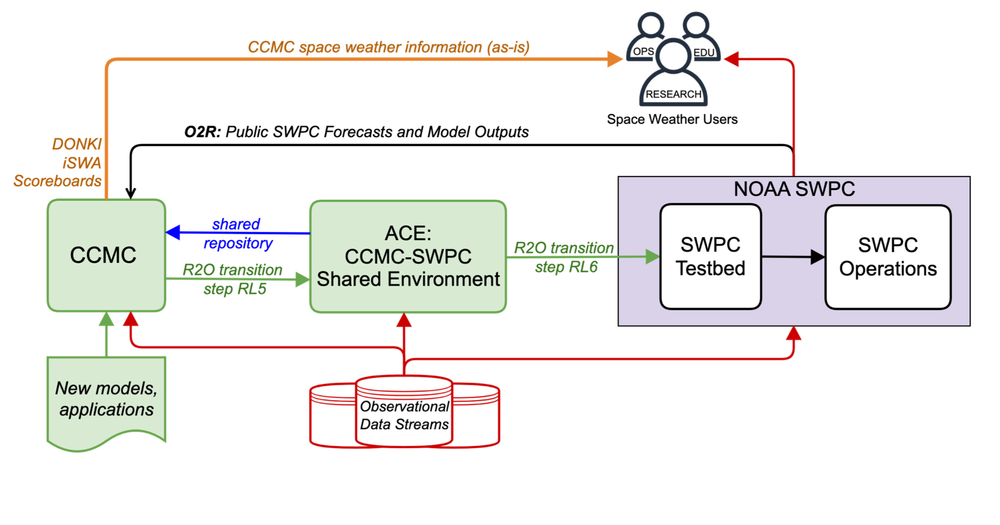 CCMC space weather information (as-is)
OPS
EDU
RESEARCH
Space Weather Users
O2R: Public SWPC Forecasts and Model Outputs
DONKI
iSWA
Scoreboards
CCMC
shared
repository
R2O transition
step RL5
ACE:
CCMC-SWPC
Shared Environment
R2O transition
step RL6
NOAA SWPC
SWPC
Testbed
SWPC
Operations
New models,
applications
Observational
Data Streams